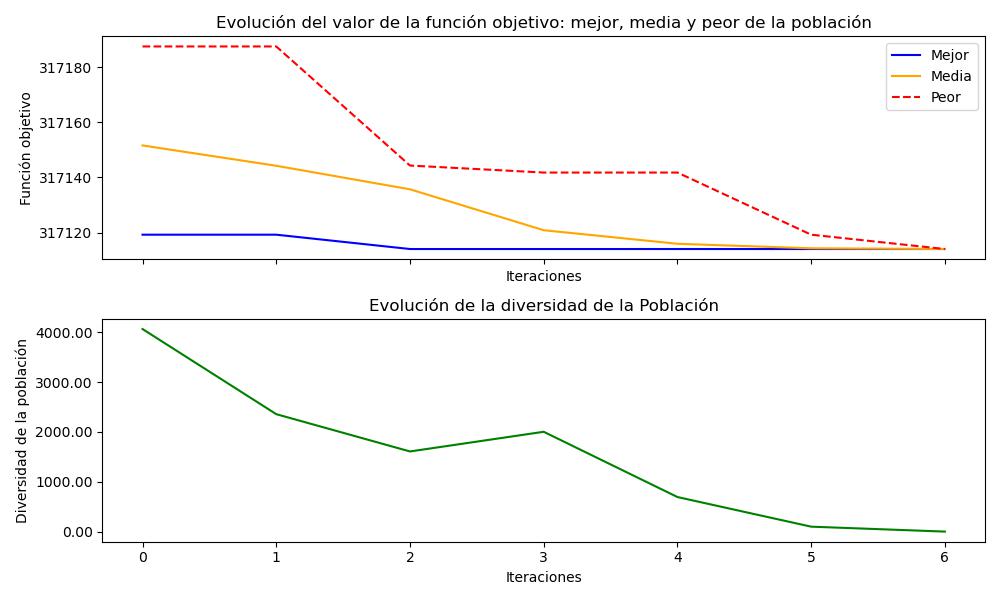 Evolución del valor de la función objetivo: mejor, media y peor de la población
Función objetivo
317180
317160
317140
317120
Mejor
Media
Peor
Iteraciones
Evolución de la diversidad de la Población
Diversidad de la población
4000.00
3000.00
2000.00
1000.00
0.00
0 1 2 3 4 5 6
Iteraciones